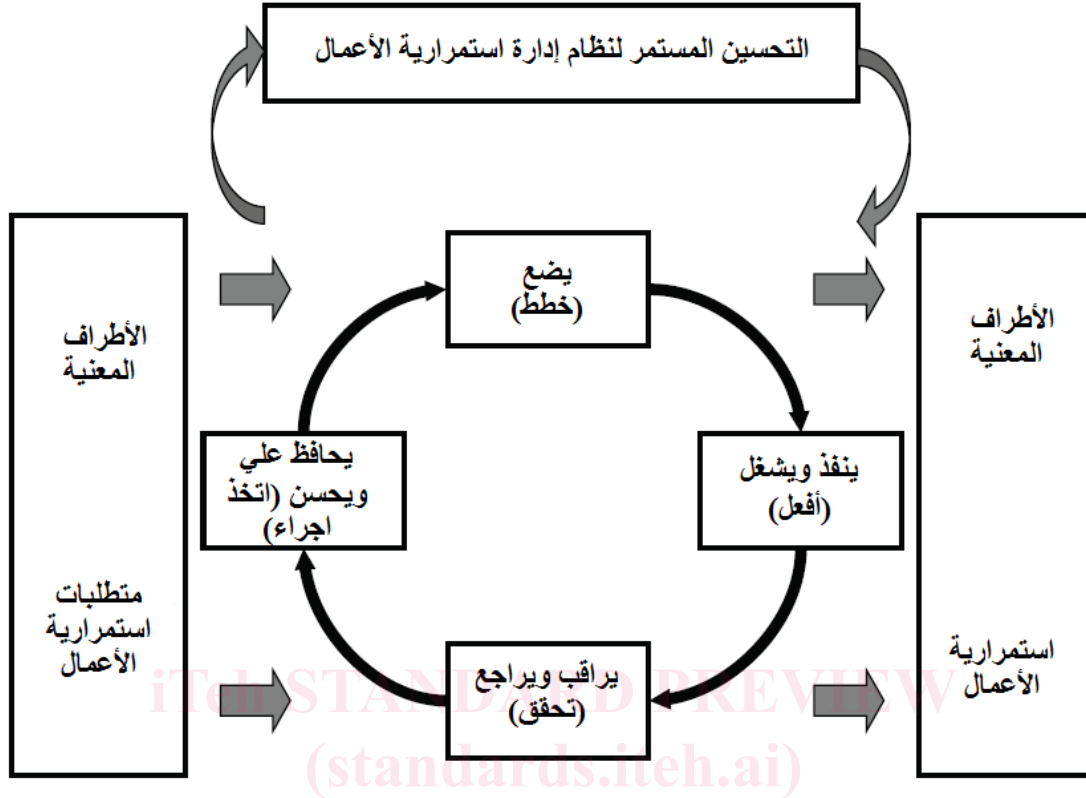 التحسين المستمر لنظام إدارة استمرارية الأعمال
يضع
(خطط)
الأطراف
المعنية
الأطراف
المعنية
ينفذ ويشغل
(أفعل)
يحافظ علي
ويحسن (اتخذ
اجراء)
متطلبات
استمرارية
الأعمال
استمرارية
الأعمال
يراقب ويراجع
(تحقق)
iTeh STANDARD PREVIEW
(standards.iteh.ai)